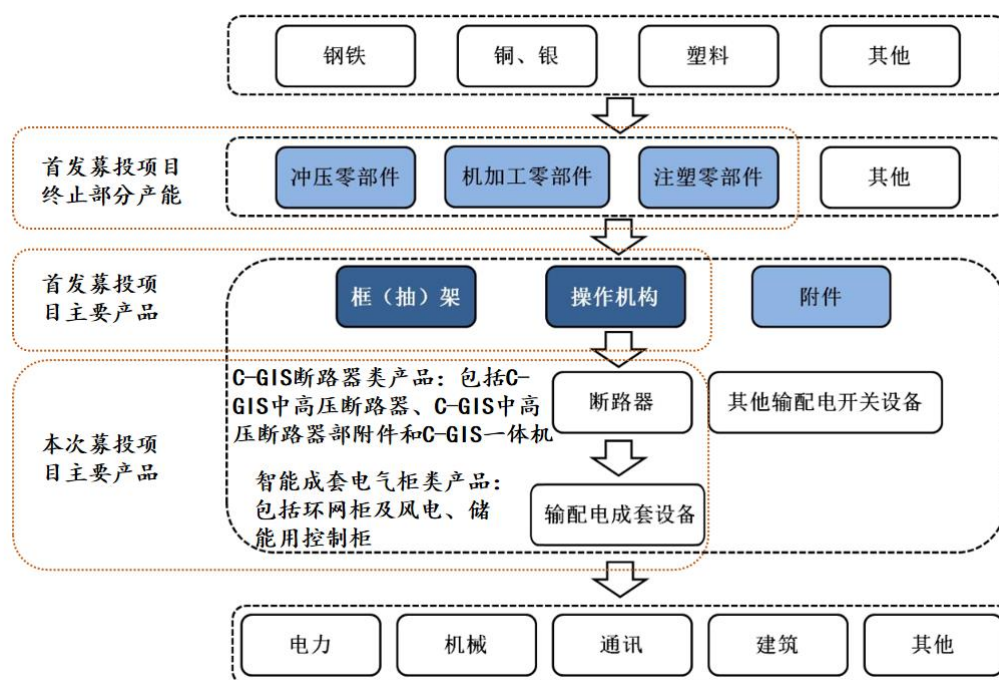 钢铁
铜、银
塑料
其他
首发募投项目
终止部分产能
冲压零部件
机加工零部件
注塑零部件
其他
首发募投项
目主要产品
框（抽）架
操作机构
附件
本次募投项
目主要产品
C-GIS断路器类产品：包括C-
GIS中高压断路器、C-GIS中高
压断路器部附件和C-GIS一体机
断路器
其他输配电开关设备
智能成套电气柜类产品：
包括环网柜及风电、储
能用控制柜
输配电成套设备
电力
机械
通讯
建筑
其他